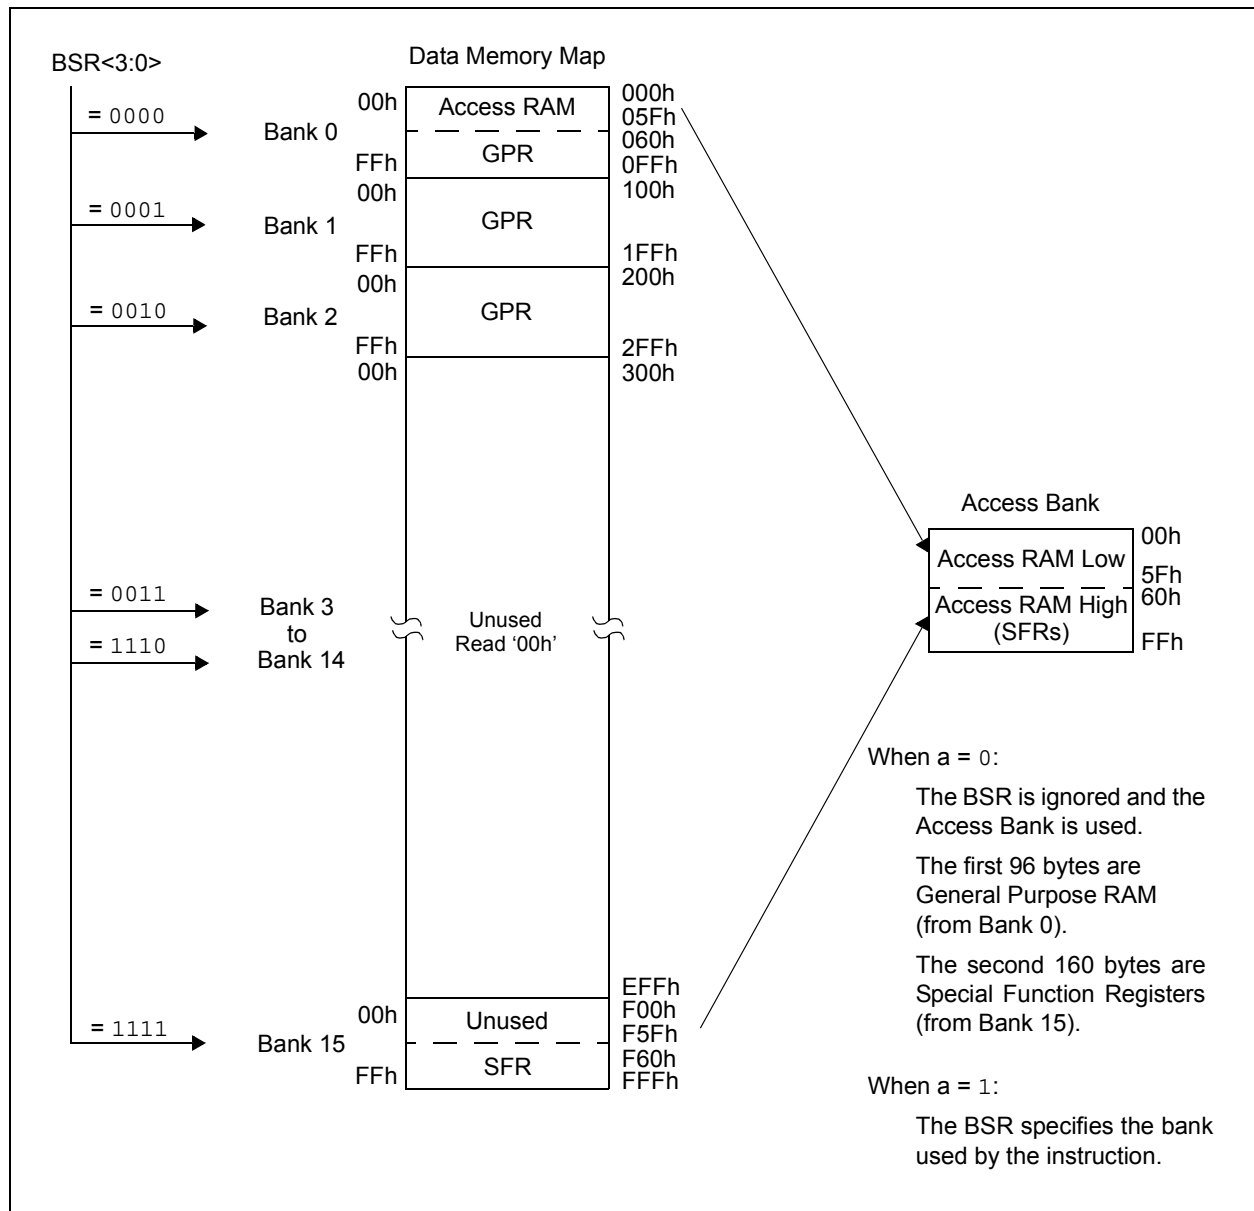 BSR<3:0>
Data Memory Map
= 0000
Bank 0
00h
Access RAM
000h
05Fh
FFh
GPR
060h
0FFh
= 0001
Bank 1
00h
GPR
100h
FFh
1FFh
= 0010
Bank 2
00h
GPR
200h
FFh
2FFh
00h
300h
= 0011
= 1110
Bank 3
to
Bank 14
Unused
Read ‘00h’
= 1111
Bank 15
EFFh
00h
Unused
F00h
F5Fh
FFh
SFR
F60h
FFFh
Access Bank
Access RAM Low
00h
5Fh
Access RAM High
(SFRs)
60h
FFh
When a = 0:
The BSR is ignored and the
Access Bank is used.
The first 96 bytes are
General Purpose RAM
(from Bank 0).
The second 160 bytes are
Special Function Registers
(from Bank 15).
When a = 1:
The BSR specifies the bank
used by the instruction.